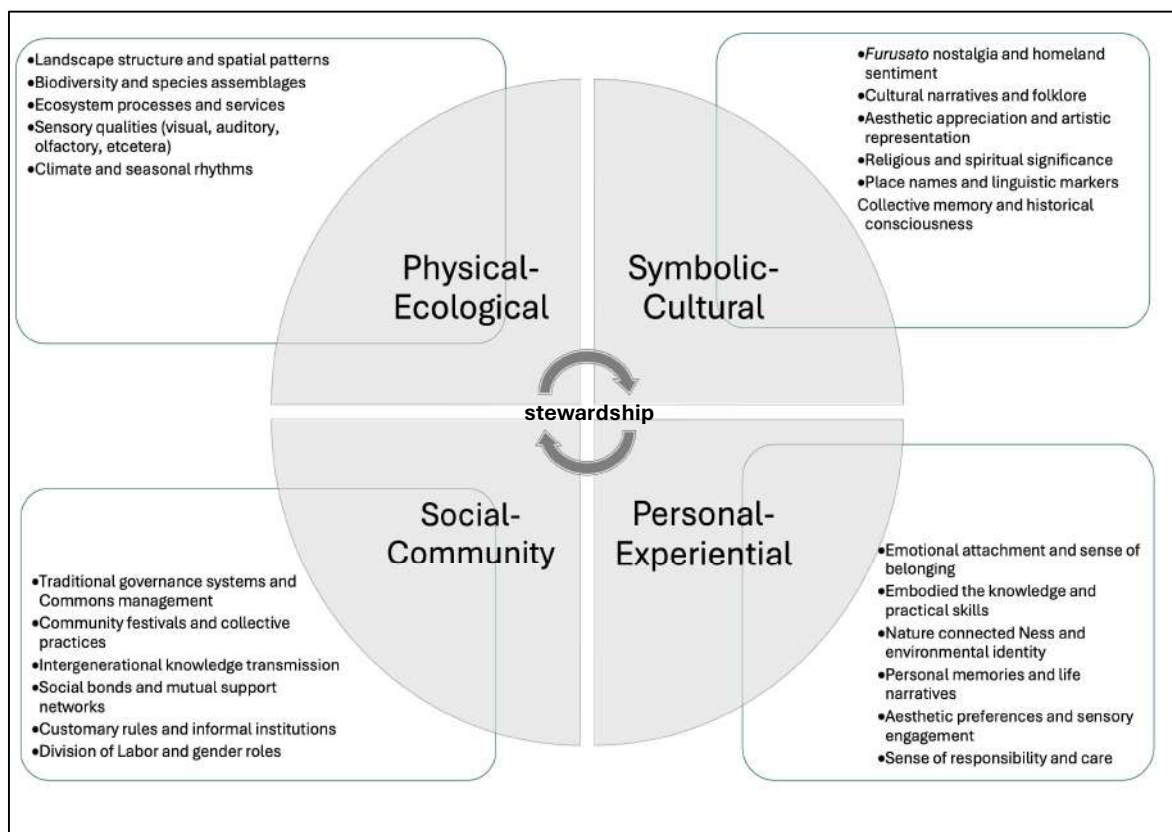 •Landscape structure and spatial patterns
•Biodiversity and species assemblages
•Ecosystem processes and services
•Sensory qualities (visual, auditory,
olfactory, etcetera)
•Climate and seasonal rhythms
•Furusato nostalgia and homeland
sentiment
•Cultural narratives and folklore
•Aesthetic appreciation and artistic
representation
•Religious and spiritual significance
•Place names and linguistic markers
Collective memory and historical
consciousness
Physical-
Ecological
Symbolic-
Cultural
stewardship
Social-
Community
Personal-
Experiential
•Traditional governance systems and
Commons management
•Community festivals and collective
practices
•Intergenerational knowledge transmission
•Social bonds and mutual support
networks
•Customary rules and informal institutions
•Division of Labor and gender roles
•Emotional attachment and sense of
belonging
•Embodied the knowledge and
practical skills
•Nature connected Ness and
environmental identity
•Personal memories and life
narratives
•Aesthetic preferences and sensory
engagement
•Sense of responsibility and care